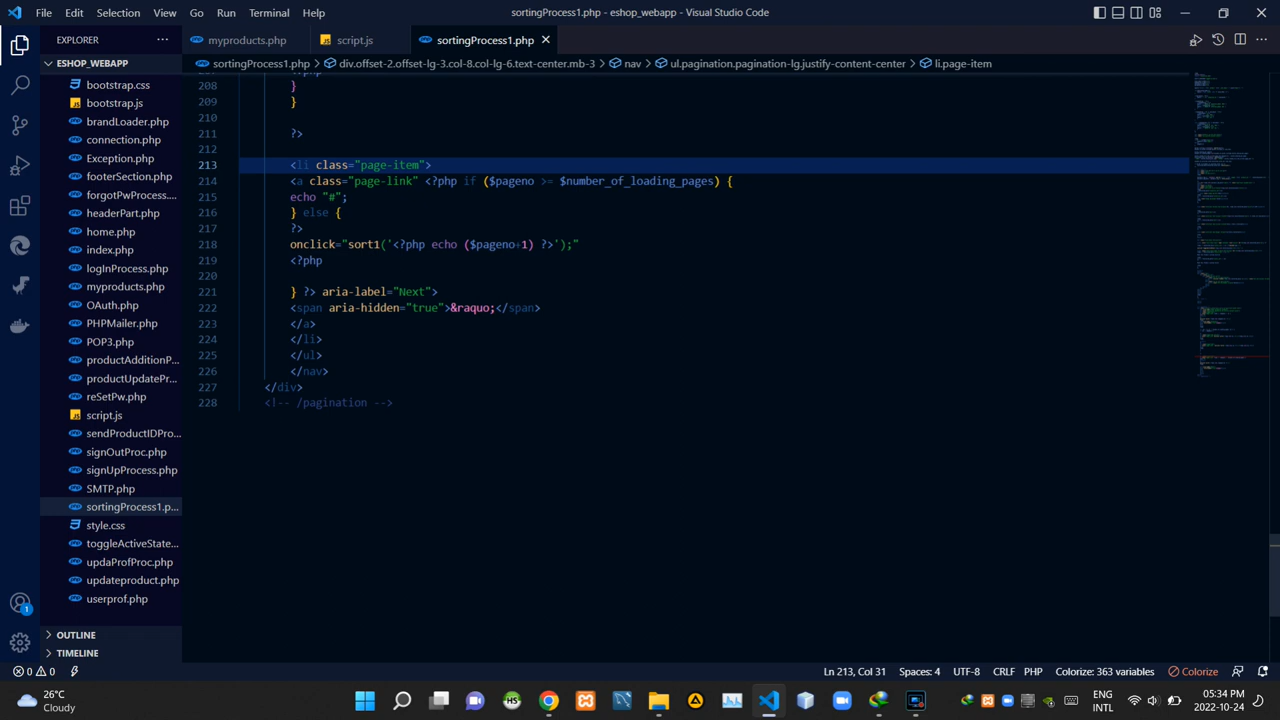 File Edit Selection View Go Run Terminal Help
sortingProcess1.php - eshop_webapp - Visual Studio Code
EXPLORER
myproducts.php
script.js
sortingProcess1.php
ESHOP_WEBAPP
sortingProcess1.php > div.offset-2.offset-lg-3.col-8.col-lg-6.text-center.mb-3 > nav > ul.pagination.pagination-lg.justify-content-center > li.page-item
bootstrap.css
bootstrap.js
brandLoader.php
connection.php
Exception.php
footerSection.php
forgotPwProcess....
headerPart.php
home.php
index.php
logInProcess.php
myproducts.php
OAuth.php
PHPMailer.php
POP3.php
productAdditionP...
productUpdatePr...
reSetPw.php
script.js
sendProductIDPro...
signOutProc.php
signUpProcess.php
SMTP.php
sortingProcess1.p...
style.css
toggleActiveState...
updaProfProc.php
updateproduct.php
userprof.php
OUTLINE
TIMELINE
208 }
209 }
210
211 ?>
212
213 <li class="page-item">
214 <a class="page-link" <?php if ($pageno >= $number_of_loading_pages) {
215 echo "#";
216 } else {
217 ?>
218 onclick="sort1('<?php echo ($pageno+1) ?>');"
219 <?php
220
221 } ?> aria-label="Next">
222 <span aria-hidden="true">&raquo;</span>
223 </a>
224 </li>
225 </ul>
226 </nav>
227 </div>
228 <!-- /pagination -->
0 0
Ln 213, Col 31 Spaces: 4 UTF-8 CRLF PHP Colorize: 363 variables Colorize
26°C
Cloudy
ENG
INTL
05:34 PM
2022-10-24